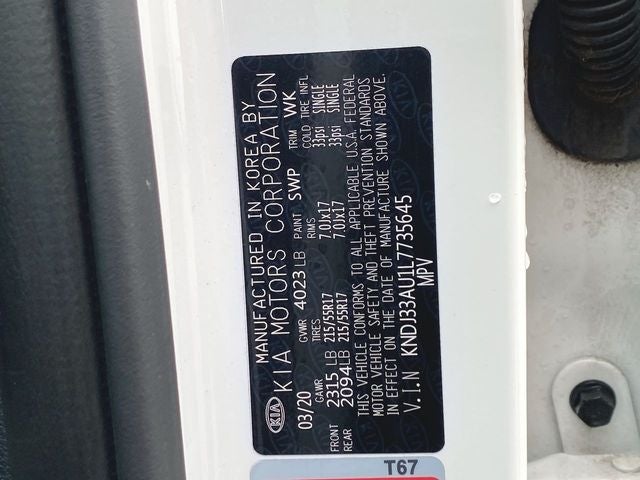 KIA
MANUFACTURED IN KOREA BY
KIA MOTORS CORPORATION
03/20 GVWR 4023 LB PAINT SWP TRIM WK
GAWR TIRES RIMS COLD TIRE INFL
FRONT 2315 LB 215/55R17 7.0Jx17 33psi SINGLE
REAR 2094LB 215/55R17 7.0Jx17 33psi SINGLE
THIS VEHICLE CONFORMS TO ALL APPLICABLE U.S.A. FEDERAL
MOTOR VEHICLE SAFETY AND THEFT PREVENTION STANDARDS
IN EFFECT ON THE DATE OF MANUFACTURE SHOWN ABOVE.
V.I.N KNDJ33AU1L7735645
MPV
T67